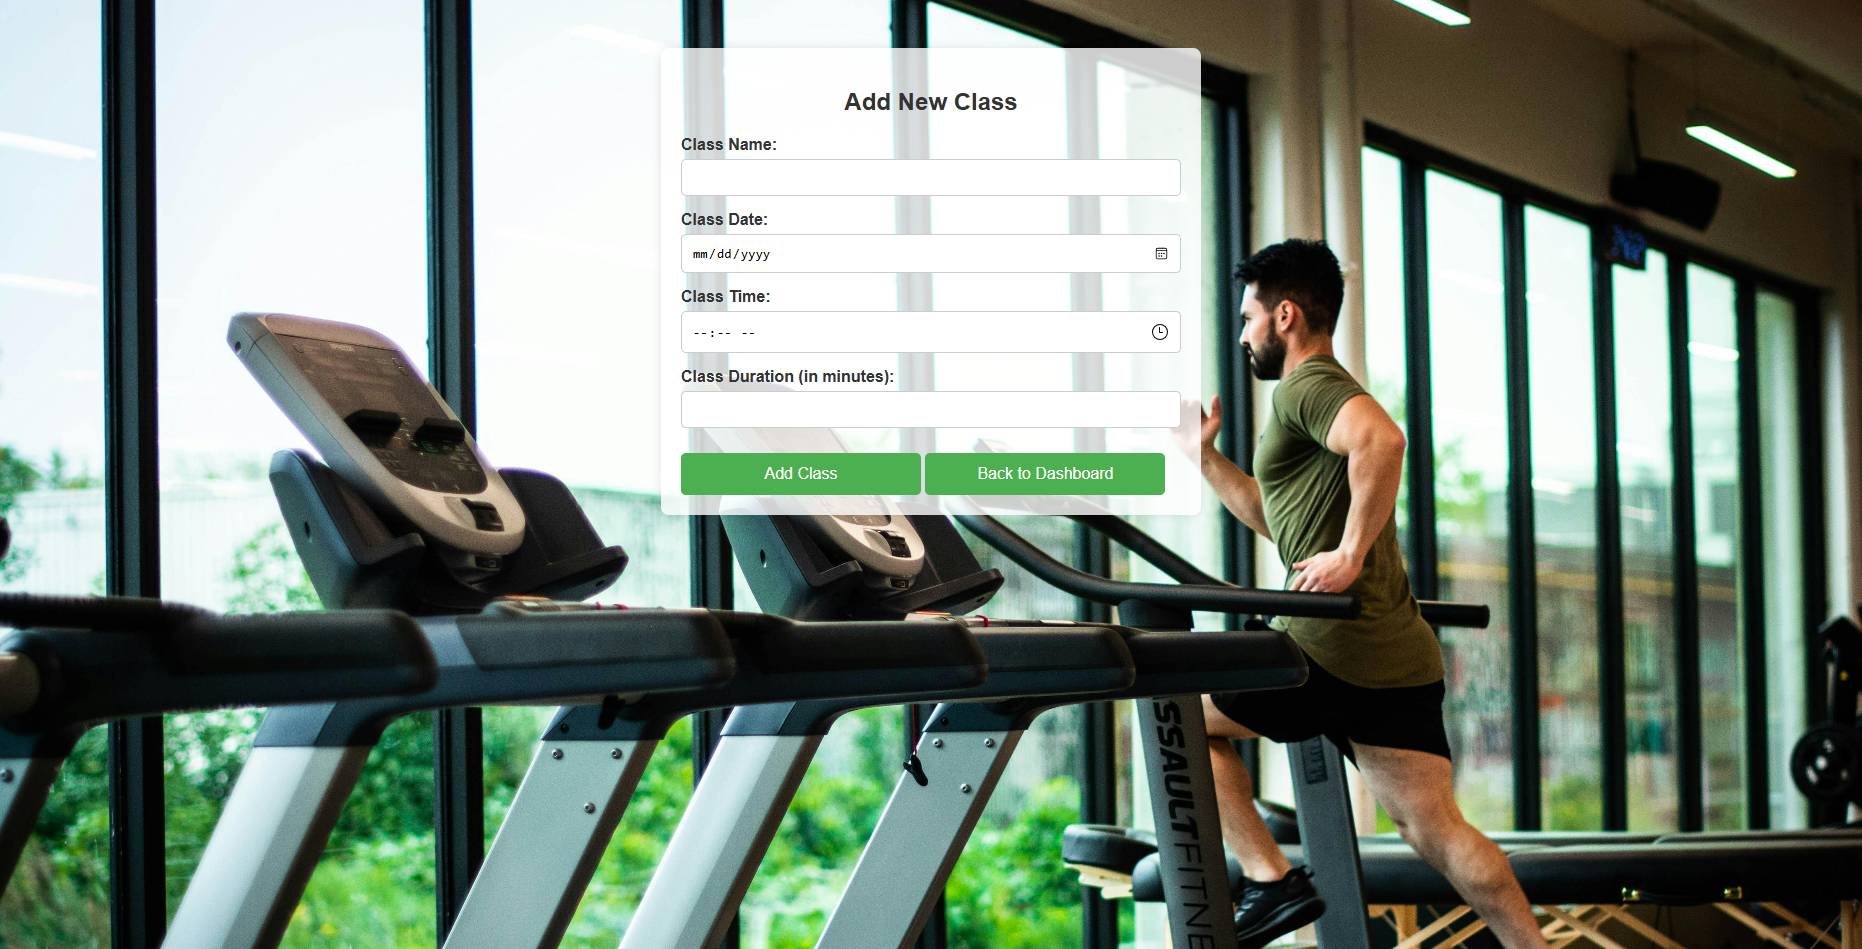 Add New Class
Class Name:
Class Date:
mm/dd/yyyy
Class Time:
--:-- --
Class Duration (in minutes):
Add Class
Back to Dashboard
SSAULTFITNE